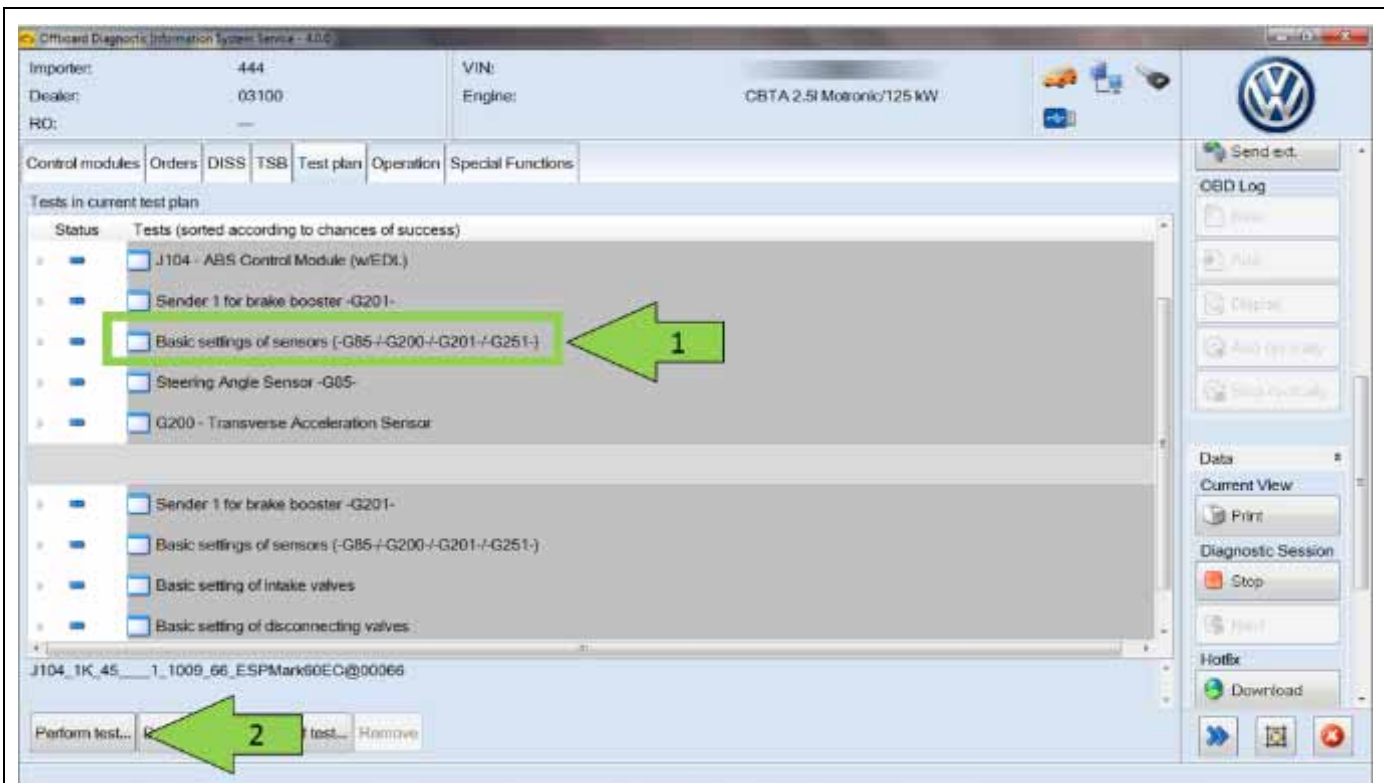 Offboard Diagnostic Information System Service - 4.0.0
Importer: 444 VIN:
Dealer: 03100 Engine: CBTA 2.5l Motronic/125 kW
RO: ---
Control modules Orders DISS TSB Test plan Operation Special Functions
Tests in current test plan
Status Tests (sorted according to chances of success)
J104 - ABS Control Module (w/EDL)
Sender 1 for brake booster -G201-
Basic settings of sensors (-G85-/-G200-/-G201-/-G251-)
1
Steering Angle Sensor -G85-
G200 - Transverse Acceleration Sensor
Sender 1 for brake booster -G201-
Basic settings of sensors (-G85-/-G200-/-G201-/-G251-)
Basic setting of intake valves
Basic setting of disconnecting valves
J104_1K_45____1_1009_66_ESPMark60EC@00066
Perform test... 2 test... Remove
Send ext.
OBD Log
Display
Data
Current View
Print
Diagnostic Session
Stop
Next
Hotfix
Download